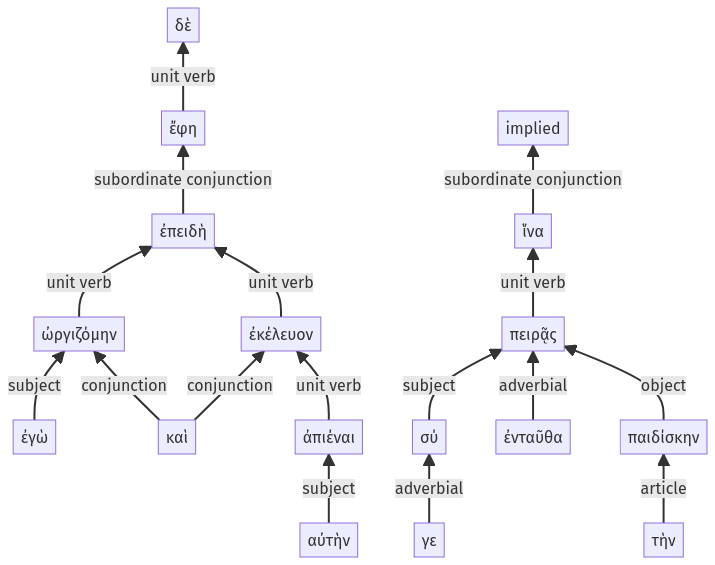 δὲ
unit verb
ἔφη
implied
subordinate conjunction
subordinate conjunction
ἐπειδὴ
ἵνα
unit verb
unit verb
unit verb
ὠργιζόμην
ἐκέλευον
πειρᾷς
subject
conjunction
conjunction
unit verb
subject
adverbial
object
ἐγὼ
καὶ
ἀπιέναι
σύ
ἐνταῦθα
παιδίσκην
subject
adverbial
article
αὐτὴν
γε
τὴν